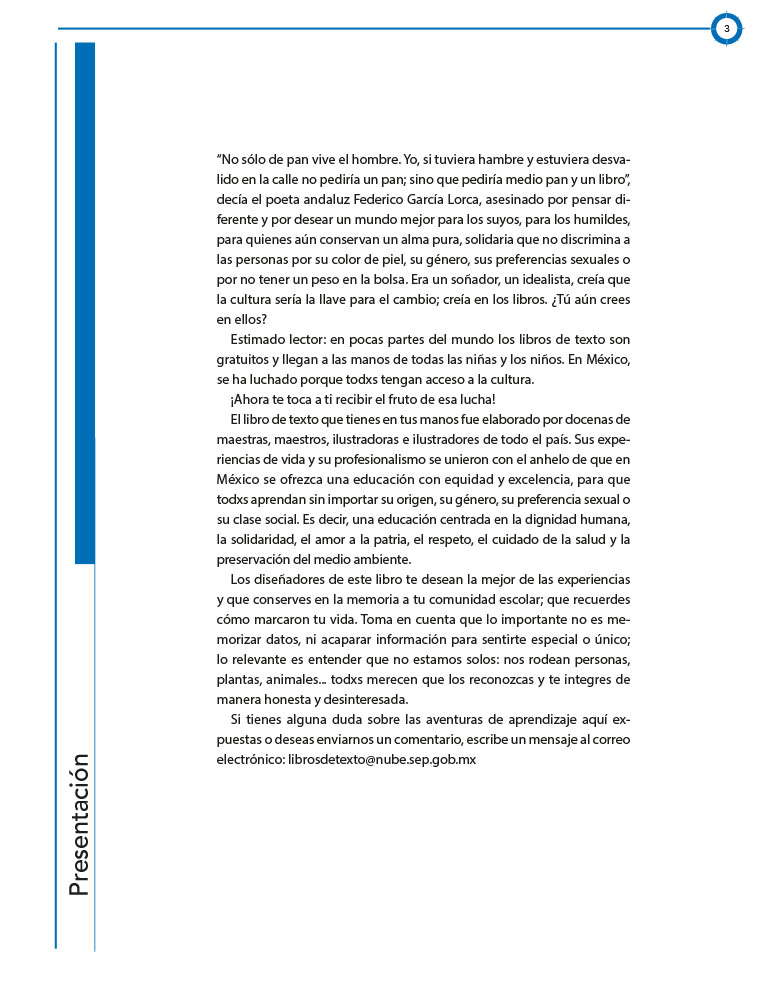 3
“No sólo de pan vive el hombre. Yo, si tuviera hambre y estuviera desva-
lido en la calle no pediría un pan; sino que pediría medio pan y un libro”,
decía el poeta andaluz Federico García Lorca, asesinado por pensar di-
ferente y por desear un mundo mejor para los suyos, para los humildes,
para quienes aún conservan un alma pura, solidaria que no discrimina a
las personas por su color de piel, su género, sus preferencias sexuales o
por no tener un peso en la bolsa. Era un soñador, un idealista, creía que
la cultura sería la llave para el cambio; creía en los libros. ¿Tú aún crees
en ellos?
Estimado lector: en pocas partes del mundo los libros de texto son
gratuitos y llegan a las manos de todas las niñas y los niños. En México,
se ha luchado porque todxs tengan acceso a la cultura.
¡Ahora te toca a ti recibir el fruto de esa lucha!
El libro de texto que tienes en tus manos fue elaborado por docenas de
maestras, maestros, ilustradoras e ilustradores de todo el país. Sus expe-
riencias de vida y su profesionalismo se unieron con el anhelo de que en
México se ofrezca una educación con equidad y excelencia, para que
todxs aprendan sin importar su origen, su género, su preferencia sexual o
su clase social. Es decir, una educación centrada en la dignidad humana,
la solidaridad, el amor a la patria, el respeto, el cuidado de la salud y la
preservación del medio ambiente.
Los diseñadores de este libro te desean la mejor de las experiencias
y que conserves en la memoria a tu comunidad escolar; que recuerdes
cómo marcaron tu vida. Toma en cuenta que lo importante no es me-
morizar datos, ni acaparar información para sentirte especial o único;
lo relevante es entender que no estamos solos: nos rodean personas,
plantas, animales... todxs merecen que los reconozcas y te integres de
manera honesta y desinteresada.
Si tienes alguna duda sobre las aventuras de aprendizaje aquí ex-
puestas o deseas enviarnos un comentario, escribe un mensaje al correo
electrónico: librosdetexto@nube.sep.gob.mx
Presentación